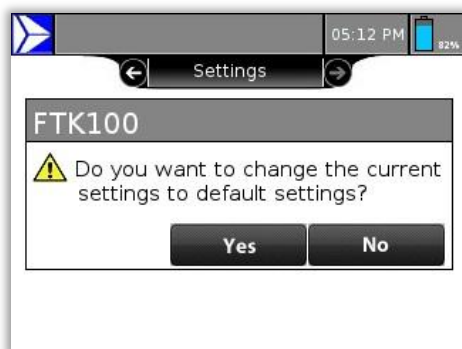 05:12 PM
82%
Settings
FTK100
Do you want to change the current
settings to default settings?
Yes No